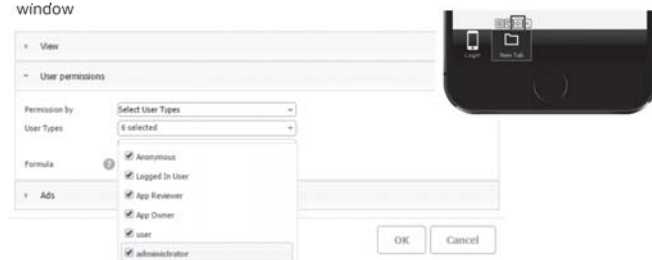 window
View
User permissions
Permission by Select User Types
User Types 6 selected
Formula
Anonymous
Logged In User
App Reviewer
App Owner
user
administrator
Ads
OK Cancel
Login New Tab